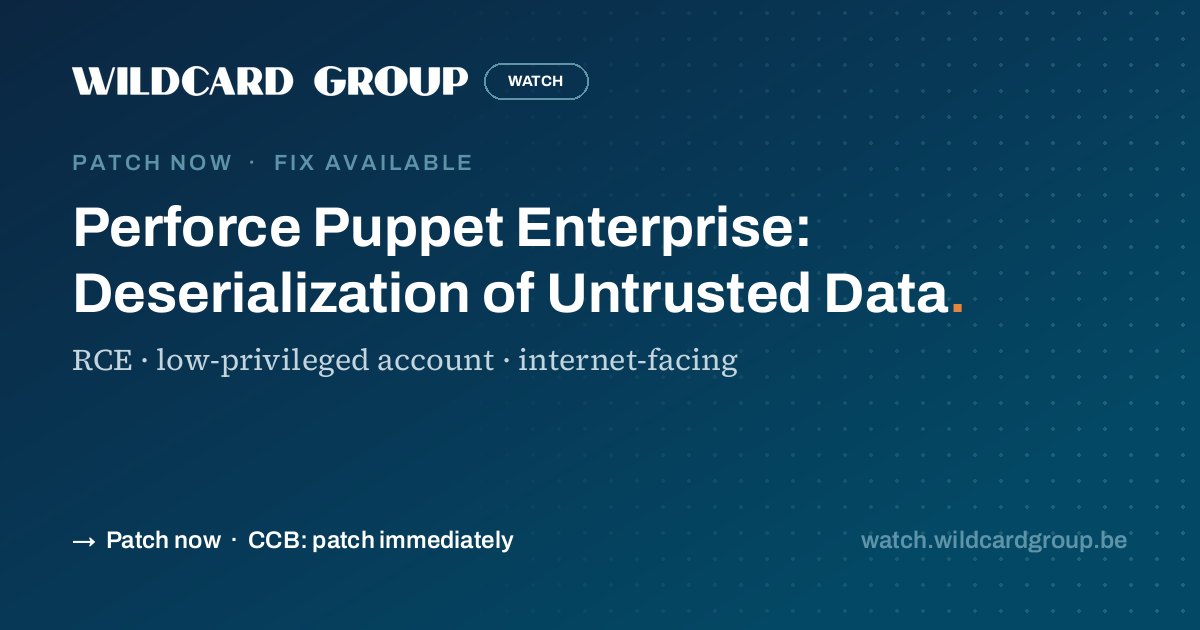 WILDCARD GROUP WATCH
PATCH NOW · FIX AVAILABLE
Perforce Puppet Enterprise:
Deserialization of Untrusted Data.
RCE · low-privileged account · internet-facing
→ Patch now · CCB: patch immediately
watch.wildcardgroup.be